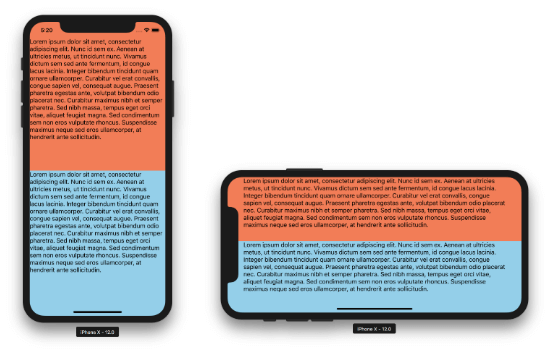 5:20
Lorem ipsum dolor sit amet, consectetur
adipiscing elit. Nunc id sem ex. Aenean at
ultricies metus, ut tincidunt nunc. Vivamus
dictum sem sed ante fermentum, id congue
lacus lacinia. Integer bibendum tincidunt quam
ornare ullamcorper. Curabitur vel erat convallis,
congue sapien vel, consequat augue. Praesent
pharetra egestas ante, volutpat bibendum odio
placerat nec. Curabitur maximus nibh et semper
pharetra. Sed nibh massa, tempus eget orci
vitae, aliquet feugiat magna. Sed condimentum
sem non eros vulputate rhoncus. Suspendisse
maximus neque sed eros ullamcorper, at
hendrerit ante sollicitudin.
Lorem ipsum dolor sit amet, consectetur
adipiscing elit. Nunc id sem ex. Aenean at
ultricies metus, ut tincidunt nunc. Vivamus
dictum sem sed ante fermentum, id congue
lacus lacinia. Integer bibendum tincidunt quam
ornare ullamcorper. Curabitur vel erat convallis,
congue sapien vel, consequat augue. Praesent
pharetra egestas ante, volutpat bibendum odio
placerat nec. Curabitur maximus nibh et semper
pharetra. Sed nibh massa, tempus eget orci
vitae, aliquet feugiat magna. Sed condimentum
sem non eros vulputate rhoncus. Suspendisse
maximus neque sed eros ullamcorper, at
hendrerit ante sollicitudin.
iPhone X - 12.0
Lorem ipsum dolor sit amet, consectetur adipiscing elit. Nunc id sem ex. Aenean at ultricies
metus, ut tincidunt nunc. Vivamus dictum sem sed ante fermentum, id congue lacus lacinia.
Integer bibendum tincidunt quam ornare ullamcorper. Curabitur vel erat convallis, congue
sapien vel, consequat augue. Praesent pharetra egestas ante, volutpat bibendum odio placerat
nec. Curabitur maximus nibh et semper pharetra. Sed nibh massa, tempus eget orci vitae,
aliquet feugiat magna. Sed condimentum sem non eros vulputate rhoncus. Suspendisse
maximus neque sed eros ullamcorper, at hendrerit ante sollicitudin.
Lorem ipsum dolor sit amet, consectetur adipiscing elit. Nunc id sem ex. Aenean at ultricies
metus, ut tincidunt nunc. Vivamus dictum sem sed ante fermentum, id congue lacus lacinia.
Integer bibendum tincidunt quam ornare ullamcorper. Curabitur vel erat convallis, congue
sapien vel, consequat augue. Praesent pharetra egestas ante, volutpat bibendum odio placerat
nec. Curabitur maximus nibh et semper pharetra. Sed nibh massa, tempus eget orci vitae,
aliquet feugiat magna. Sed condimentum sem non eros vulputate rhoncus. Suspendisse
maximus neque sed eros ullamcorper, at hendrerit ante sollicitudin.
iPhone X - 12.0